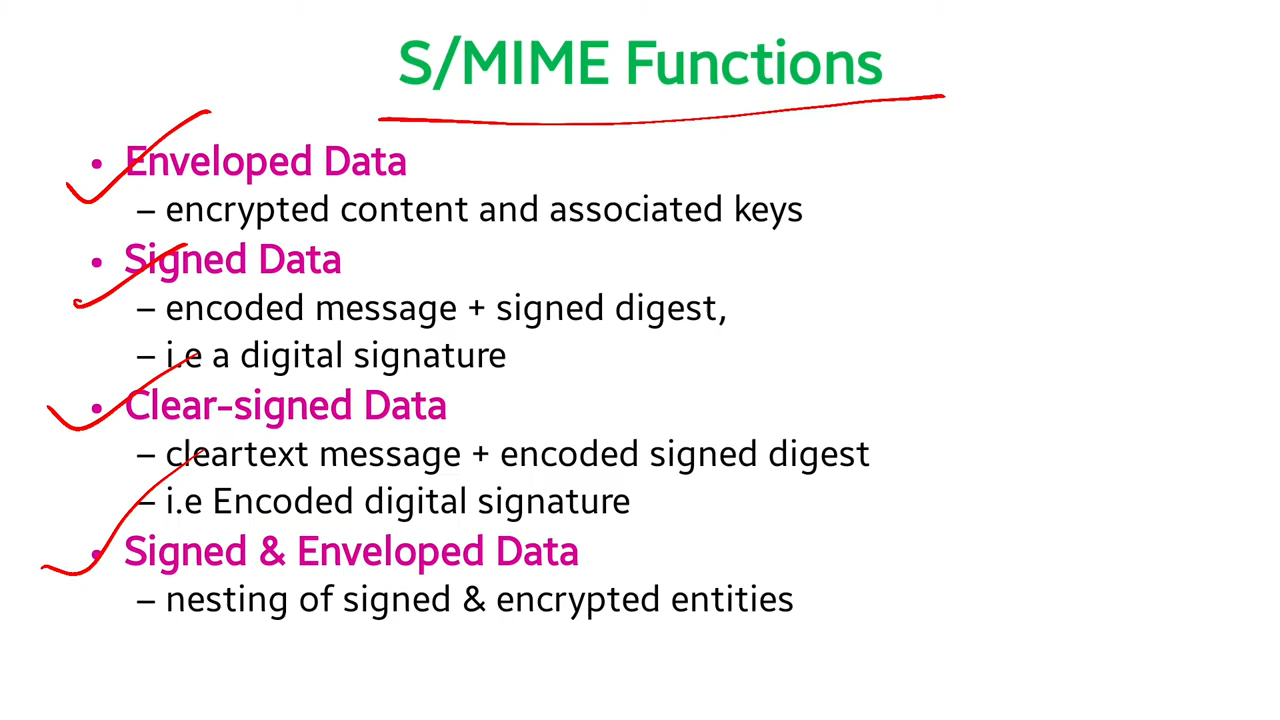 S/MIME Functions
• Enveloped Data
– encrypted content and associated keys
• Signed Data
– encoded message + signed digest,
– i.e a digital signature
• Clear-signed Data
– cleartext message + encoded signed digest
– i.e Encoded digital signature
• Signed & Enveloped Data
– nesting of signed & encrypted entities